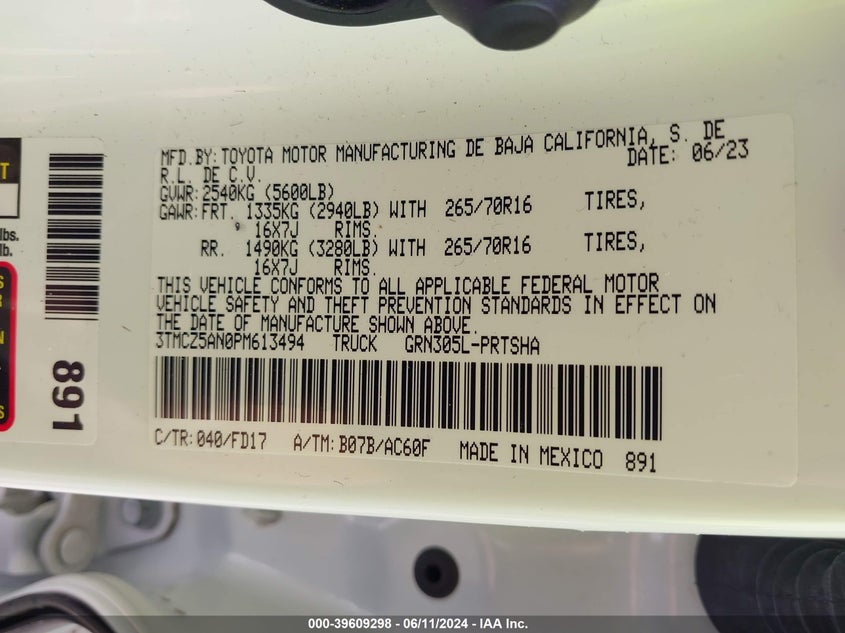 MFD.BY:TOYOTA MOTOR MANUFACTURING DE BAJA CALIFORNIA, S. DE
R.L. DE C.V. DATE: 06/23
GVWR:2540KG (5600LB)
GAWR:FRT. 1335KG (2940LB) WITH 265/70R16 TIRES,
16X7J RIMS.
RR. 1490KG (3280LB) WITH 265/70R16 TIRES,
16X7J RIMS.
THIS VEHICLE CONFORMS TO ALL APPLICABLE FEDERAL MOTOR
VEHICLE SAFETY AND THEFT PREVENTION STANDARDS IN EFFECT ON
THE DATE OF MANUFACTURE SHOWN ABOVE.
3TMCZ5AN0PM613494 TRUCK GRN305L-PRTSHA
C/TR:040/FD17 A/TM:B07B/AC60F MADE IN MEXICO 891
T
lbs.
lb.
S
R
N
S
891
000-39609298 - 06/11/2024 - IAA Inc.